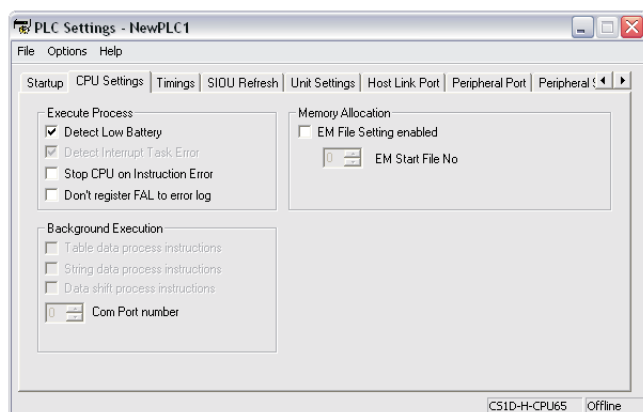 PLC Settings - NewPLC1
File Options Help
Startup CPU Settings Timings SIOU Refresh Unit Settings Host Link Port Peripheral Port Peripheral
Execute Process
Detect Low Battery
Detect Interrupt Task Error
Stop CPU on Instruction Error
Don't register FAL to error log
Memory Allocation
EM File Setting enabled
0 EM Start File No
Background Execution
Table data process instructions
String data process instructions
Data shift process instructions
0 Com Port number
CS1D-H-CPU65 Offline